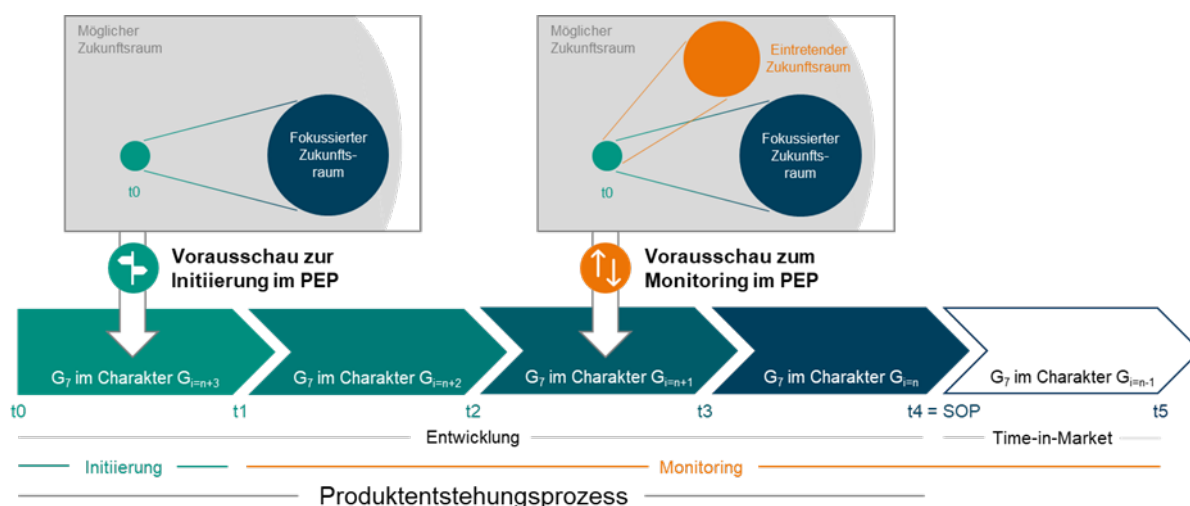 Möglicher
Zukunftsraum
Fokussierter
Zukunfts-
raum
t0
Möglicher
Zukunftsraum
Eintretender
Zukunftsraum
Fokussierter
Zukunfts-
raum
t0
Vorausschau zur
Initiierung im PEP
Vorausschau zum
Monitoring im PEP
G₇ im Charakter Gᵢ₌ₙ₊₃
G₇ im Charakter Gᵢ₌ₙ₊₂
G₇ im Charakter Gᵢ₌ₙ₊₁
G₇ im Charakter Gᵢ₌ₙ
G₇ im Charakter Gᵢ₌ₙ₋₁
t0 t1 t2 t3 t4 = SOP t5
Entwicklung Time-in-Market
Initiierung Monitoring
Produktentstehungsprozess